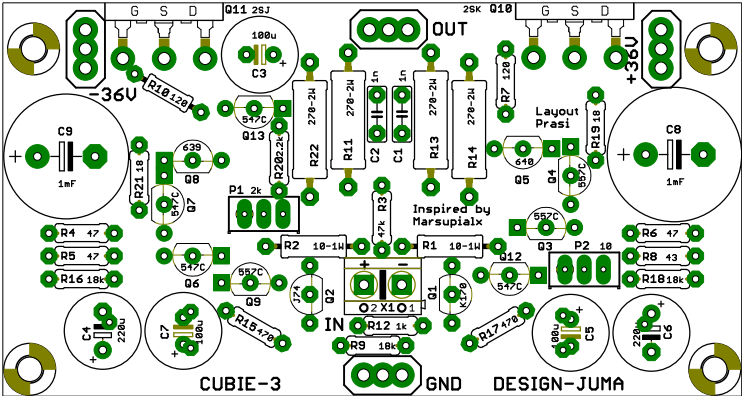 G S D
Q11 2SJ
2SK Q10
G S D
100u
+
C3
OUT
-36V
+36V
R10
120
547C
Q13
R20
2.2k
R22
270-2W
R11
270-2W
1n
1n
C2
C1
R13
270-2W
R14
270-2W
R7
120
Layout
Prasi
R19
18
C9
+
1mF
C8
+
1mF
R21
18
639
Q8
547C
Q7
640
Q5
Q4
557C
P1 2k
R3
47k
Inspired by
Marsupialx
557C
Q3
R4 47
R5 47
R16 18k
R6 47
R8 43
R18 18k
R2 10-1W
R1 10-1W
P2 10
547C
Q6
557C
Q9
J74
Q2
+ -
2 X1 1
Q1
K170
Q12
547C
C4
220u
+
C7
100u
+
R15
470
IN
R12 1k
R9 18k
R17
470
C5
100u
+
C6
220u
+
CUBIE-3
GND
DESIGN-JUMA